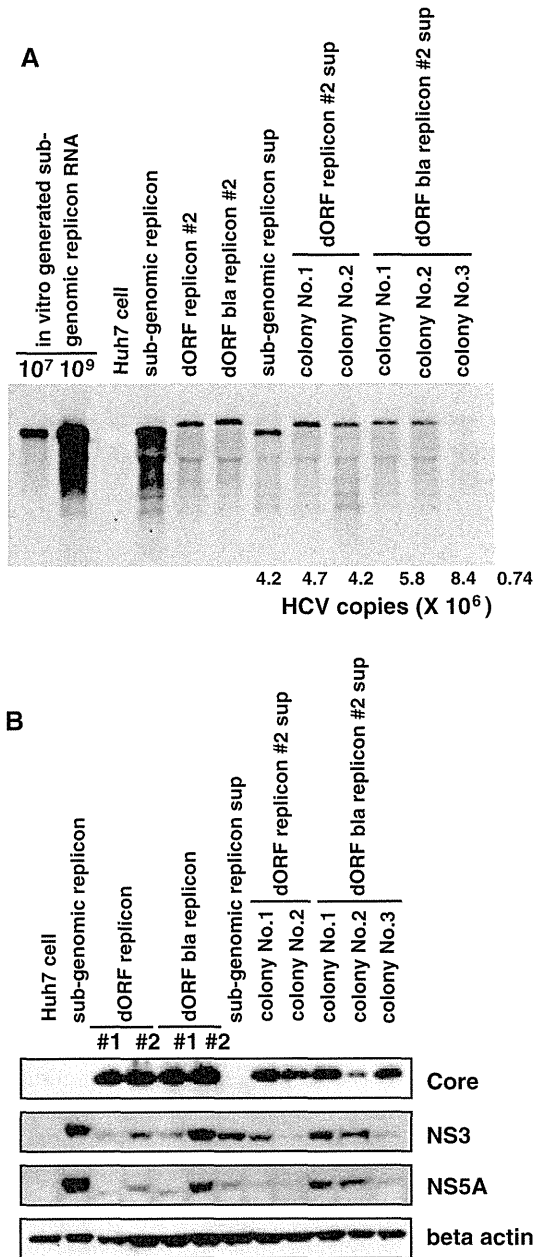 A
in vitro generated sub-
genomic replicon RNA
10⁷ 10⁹
Huh7 cell
sub-genomic replicon
dORF replicon #2
dORF bla replicon #2
sub-genomic replicon sup
dORF replicon #2 sup
colony No.1
colony No.2
dORF bla replicon #2 sup
colony No.1
colony No.2
colony No.3
4.2 4.7 4.2 5.8 8.4 0.74
HCV copies (X 10⁶)
B
Huh7 cell
sub-genomic replicon
dORF replicon
#1 #2
dORF bla replicon
#1 #2
sub-genomic replicon sup
dORF replicon #2 sup
colony No.1
colony No.2
dORF bla replicon #2 sup
colony No.1
colony No.2
colony No.3
Core
NS3
NS5A
beta actin